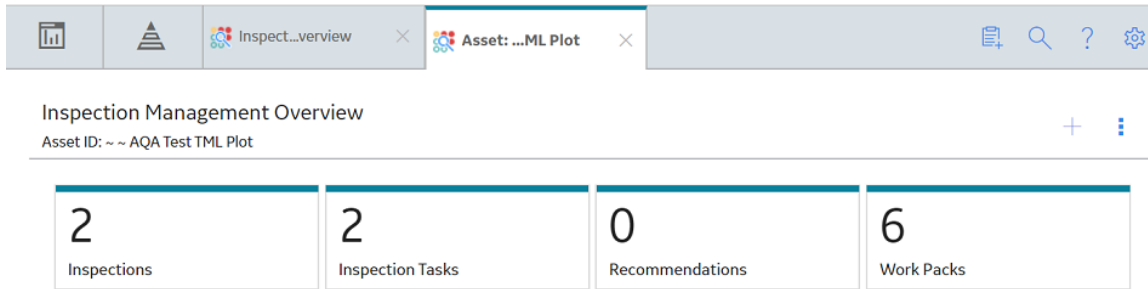 Inspect...verview
Asset: ...ML Plot
?
Inspection Management Overview
Asset ID: ~ ~ AQA Test TML Plot
2
Inspections
2
Inspection Tasks
0
Recommendations
6
Work Packs